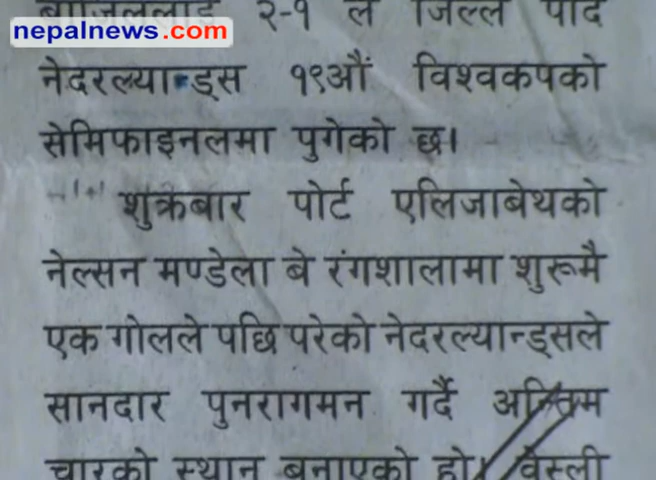 nepalnews.com
२-१ ले
नेदरल्यान्ड्स १९औं विश्वकपको
सेमिफाइनलमा पुगेको छ।
शुक्रबार पोर्ट एलिजाबेथको
नेल्सन मण्डेला बे रंगशालामा शुरूमै
एक गोलले पछि परेको नेदरल्यान्ड्सले
सानदार पुनरागमन गर्दै अन्तिम
चारको स्थान बनाएको हो। वेस्ली